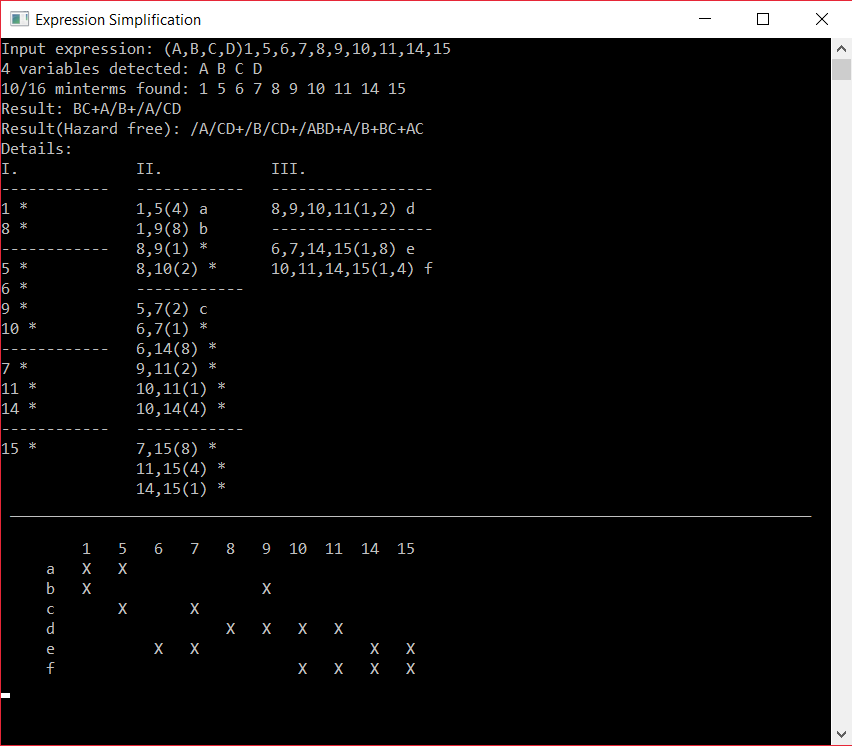 Expression Simplification
Input expression: (A,B,C,D)1,5,6,7,8,9,10,11,14,15
4 variables detected: A B C D
10/16 minterms found: 1 5 6 7 8 9 10 11 14 15
Result: BC+A/B+/A/CD
Result(Hazard free): /A/CD+/B/CD+/ABD+A/B+BC+AC
Details:
I.             II.            III.
------------   ------------   ------------------
1 *            1,5(4) a       8,9,10,11(1,2) d
8 *            1,9(8) b       ------------------
------------   8,9(1) *       6,7,14,15(1,8) e
5 *            8,10(2) *      10,11,14,15(1,4) f
6 *            ------------
9 *            5,7(2) c
10 *           6,7(1) *
------------   6,14(8) *
7 *            9,11(2) *
11 *           10,11(1) *
14 *           10,14(4) *
------------   ------------
15 *           7,15(8) *
               11,15(4) *
               14,15(1) *
         1   5   6   7   8   9  10  11  14  15
     a   X   X
     b   X                   X
     c       X       X
     d                   X   X   X   X
     e           X   X                   X   X
     f                           X   X   X   X